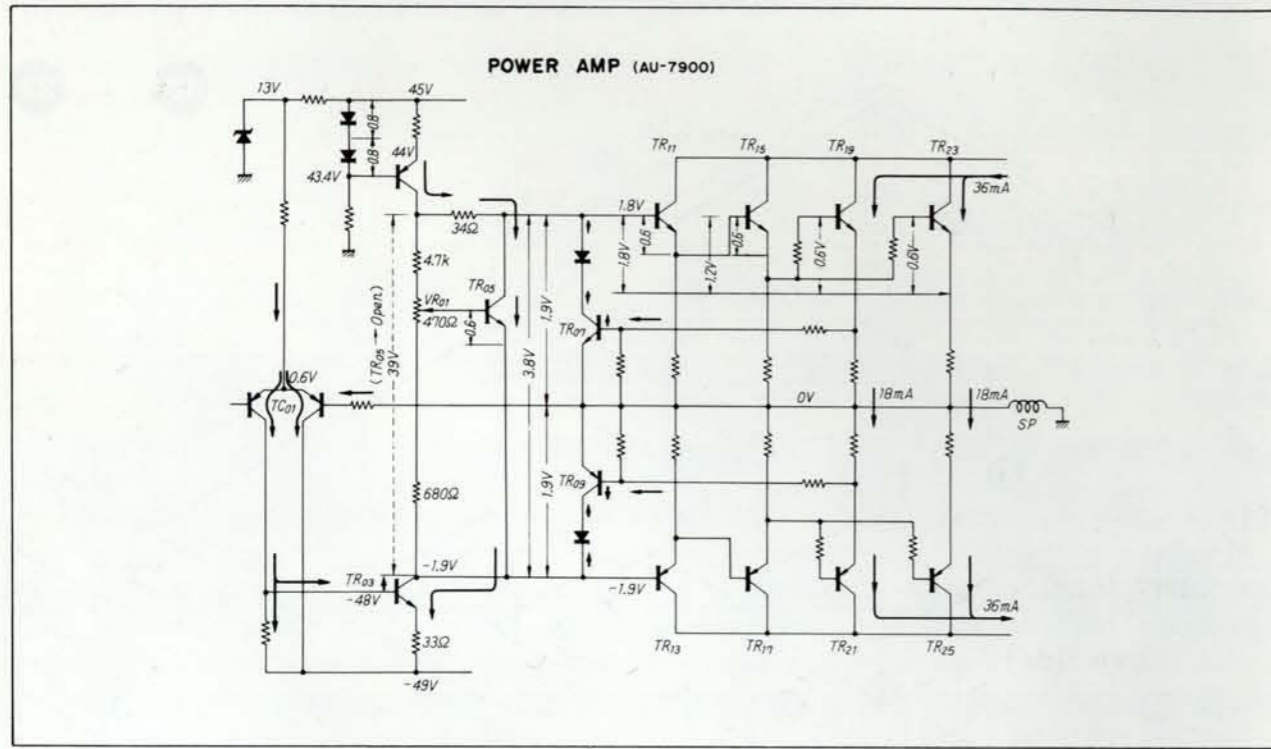 POWER AMP (AU-7900)
13V
45V
0.8
0.8
44V
43.4V
TR11
TR15
TR19
TR23
36mA
1.8V
34Ω
0.6
1.8V
1.2V
0.6
0.6V
0.6V
4.7k
TR05
VR01
470Ω
0.6
1.9V
TR07
(TR05 → Open)
39V
3.8V
0.6V
TC01
0V
18mA
18mA
SP
680Ω
1.9V
TR09
TR03
-1.9V
-48V
-1.9V
36mA
33Ω
TR13
TR17
TR21
TR25
-49V